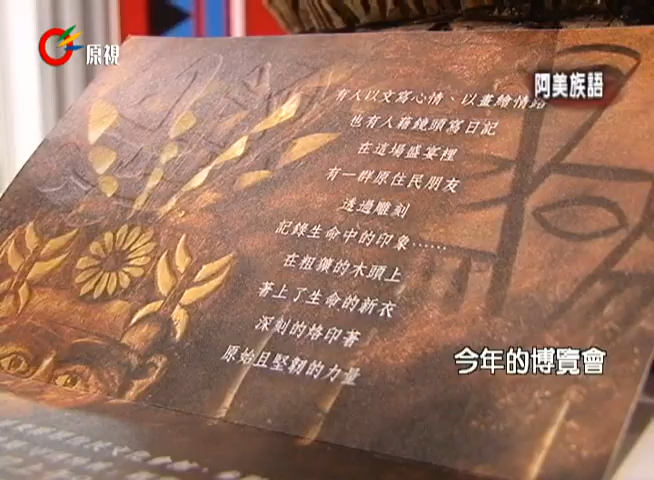 原視
阿美族語
有人以文寫心情、以畫繪情路
也有人藉鏡頭寫日記
在這場盛宴裡
有一群原住民朋友
透過雕刻
記錄生命中的印象……
在粗獷的木頭上
著上了生命的新衣
深刻的烙印著
原始且堅韌的力量
今年的博覽會